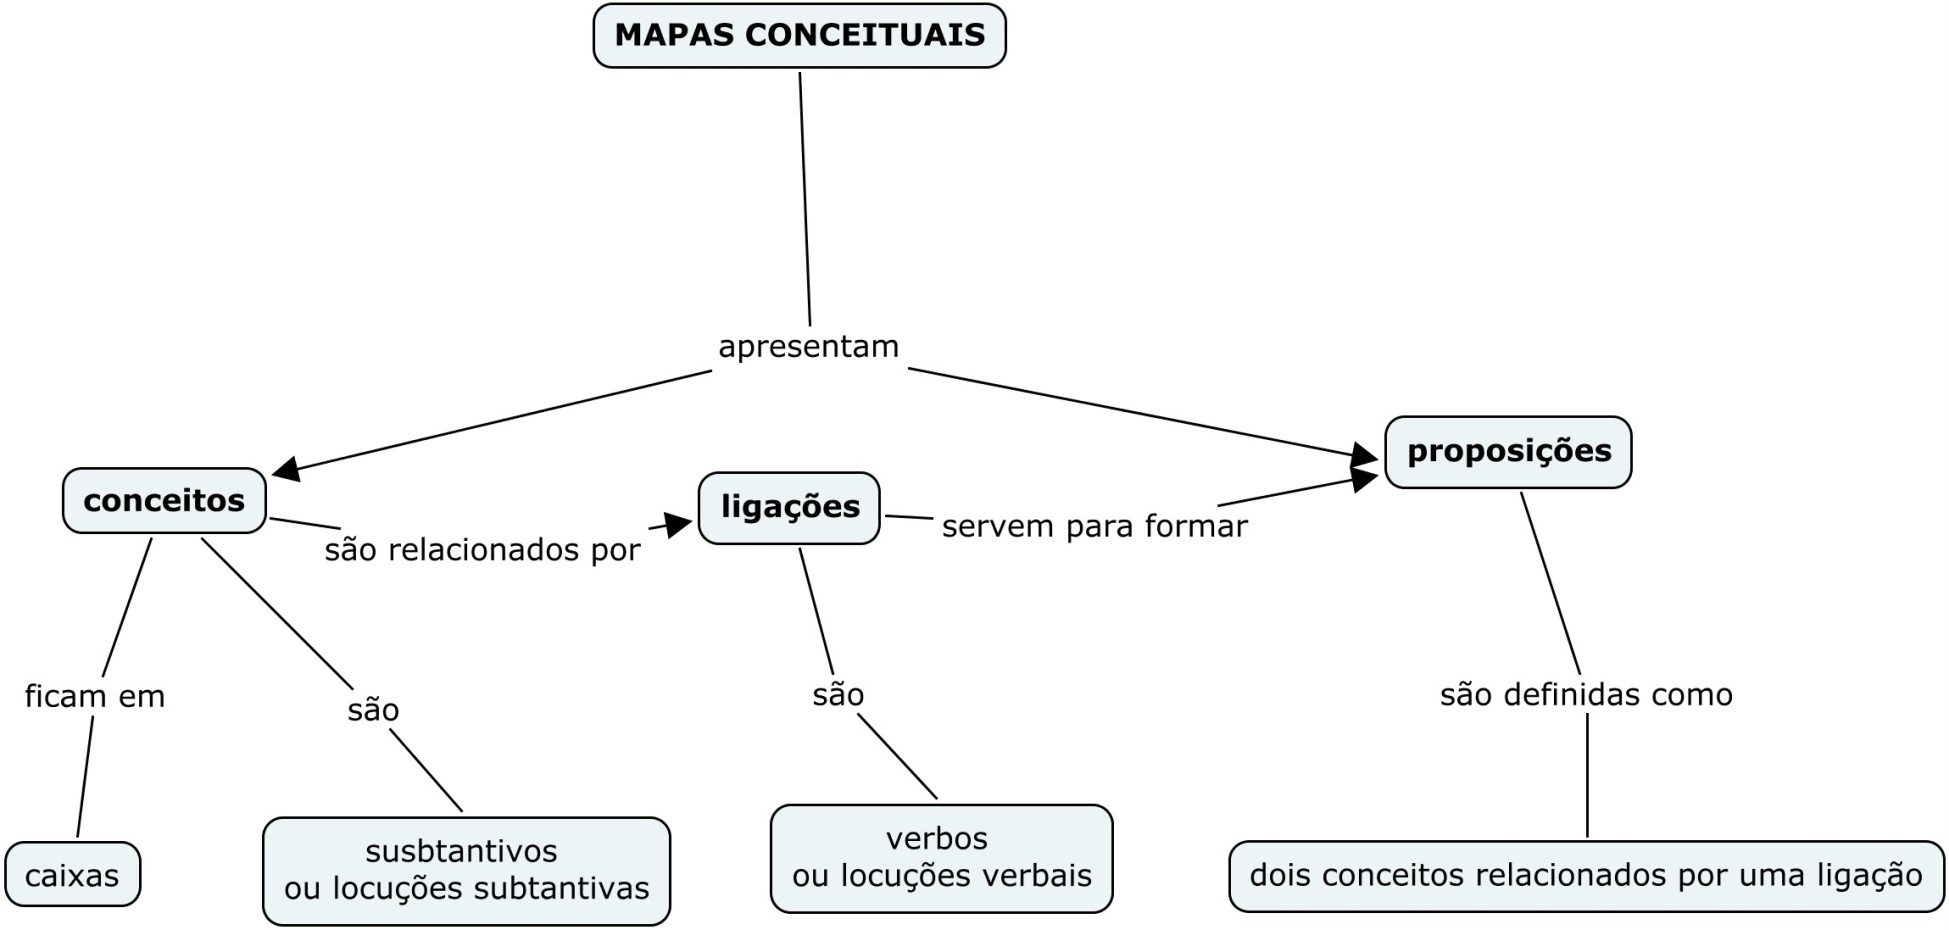 MAPAS CONCEITUAIS
apresentam
conceitos
são relacionados por
ligações
servem para formar
proposições
ficam em
são
são
são definidas como
caixas
susbtantivos
ou locuções subtantivas
verbos
ou locuções verbais
dois conceitos relacionados por uma ligação